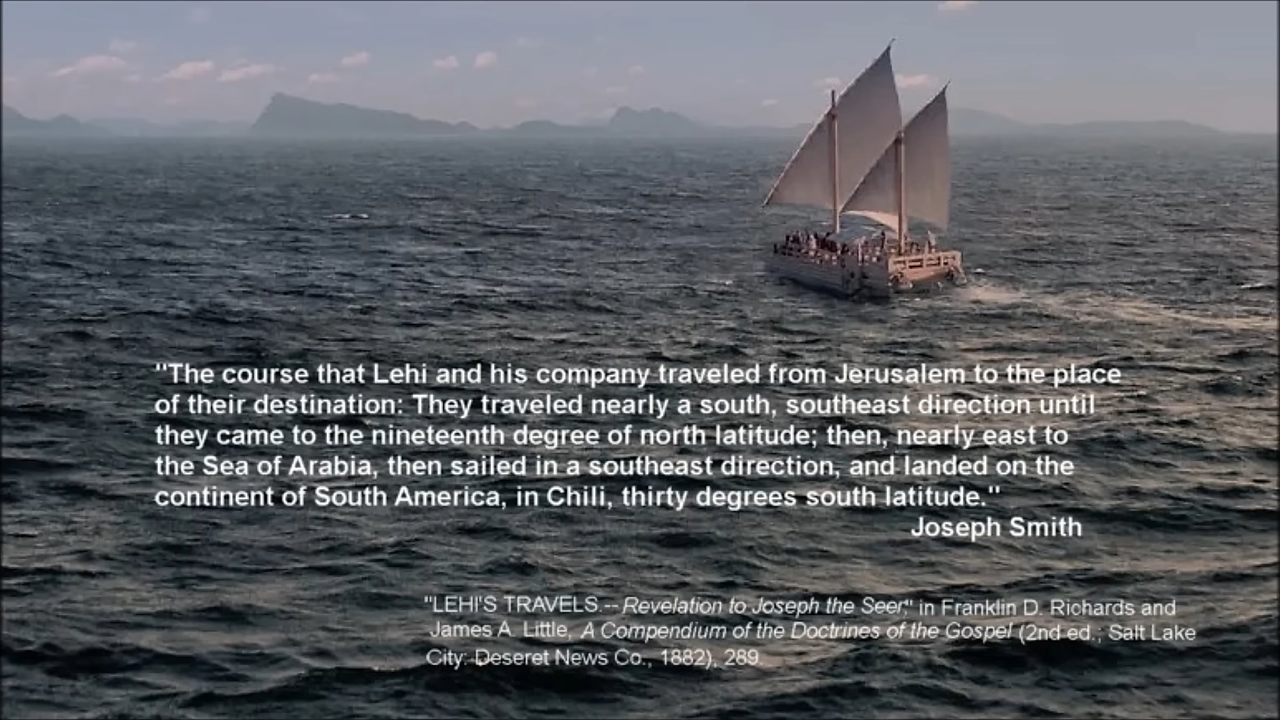 "The course that Lehi and his company traveled from Jerusalem to the place
of their destination: They traveled nearly a south, southeast direction until
they came to the nineteenth degree of north latitude; then, nearly east to
the Sea of Arabia, then sailed in a southeast direction, and landed on the
continent of South America, in Chili, thirty degrees south latitude."
Joseph Smith
"LEHI'S TRAVELS.-- Revelation to Joseph the Seer," in Franklin D. Richards and
James A. Little, A Compendium of the Doctrines of the Gospel (2nd ed.; Salt Lake
City: Deseret News Co., 1882), 289.